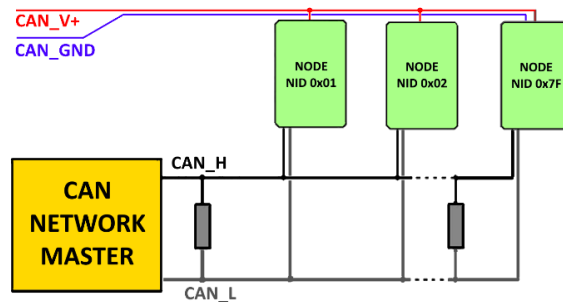 CAN_V+
CAN_GND
NODE
NID 0x01
NODE
NID 0x02
NODE
NID 0x7F
CAN_H
CAN
NETWORK
MASTER
CAN_L